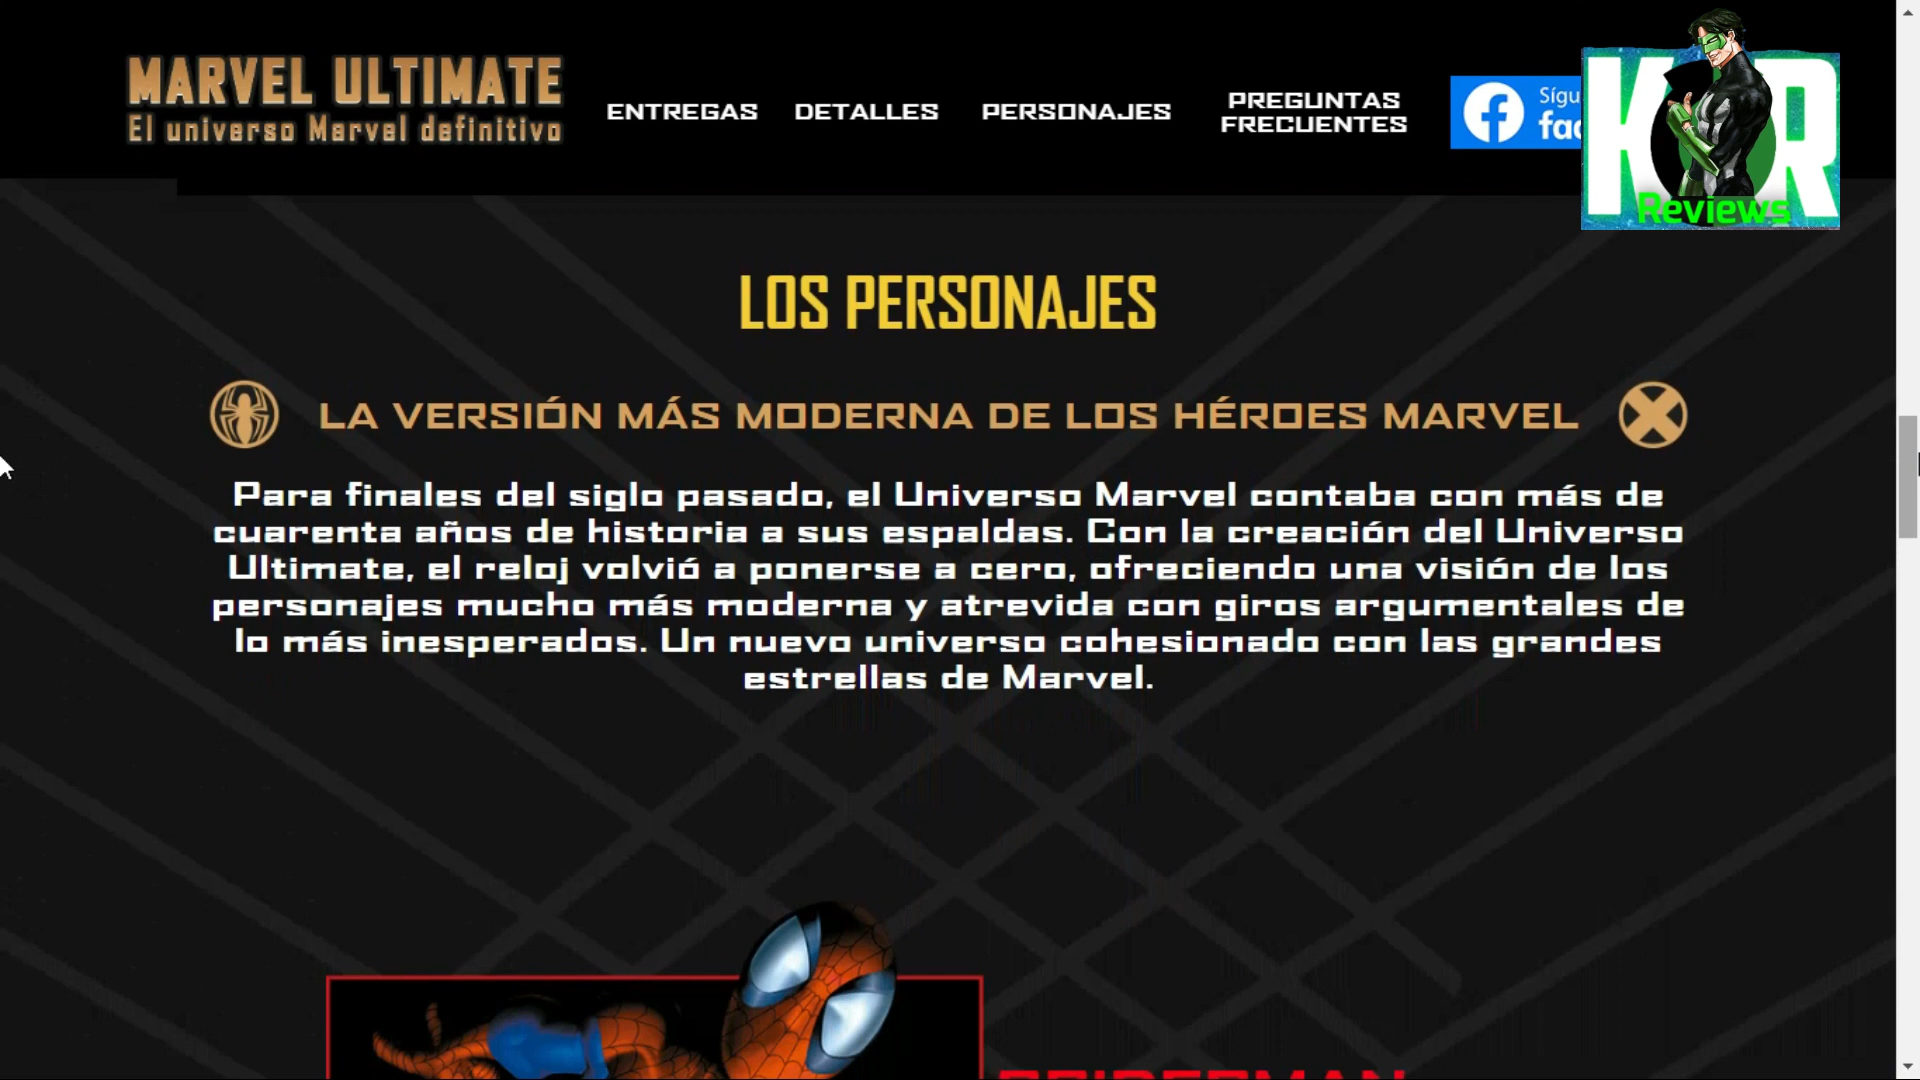 MARVEL ULTIMATE
El universo Marvel definitivo
ENTREGAS
DETALLES
PERSONAJES
PREGUNTAS
FRECUENTES
K R
Reviews
LOS PERSONAJES
LA VERSIÓN MÁS MODERNA DE LOS HÉROES MARVEL
Para finales del siglo pasado, el Universo Marvel contaba con más de
cuarenta años de historia a sus espaldas. Con la creación del Universo
Ultimate, el reloj volvió a ponerse a cero, ofreciendo una visión de los
personajes mucho más moderna y atrevida con giros argumentales de
lo más inesperados. Un nuevo universo cohesionado con las grandes
estrellas de Marvel.